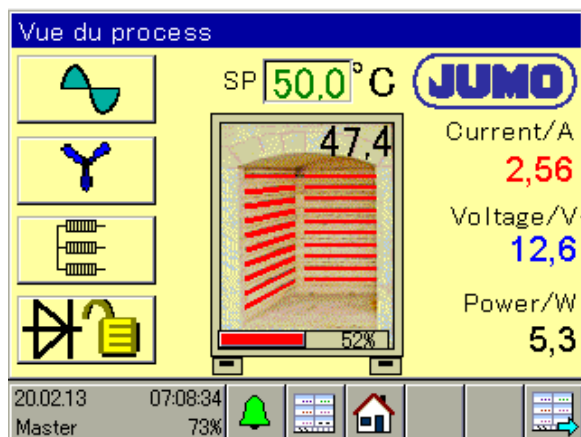 Vue du process
SP 50,0°C
JUMO
47,4
Current/A
2,56
Voltage/V
12,6
Power/W
5,3
52%
20.02.13 07:08:34
Master 73%